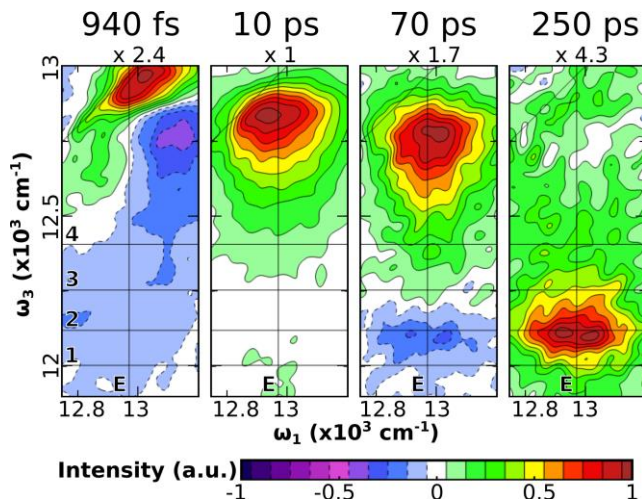 940 fs 10 ps 70 ps 250 ps
x 2.4 x 1 x 1.7 x 4.3
13
12.5
4
3
2
12
1
E E E E
ω3 (x10³ cm⁻¹)
12.8 13 12.8 13 12.8 13 12.8 13
ω1 (x10³ cm⁻¹)
Intensity (a.u.)
-1 -0.5 0 0.5 1